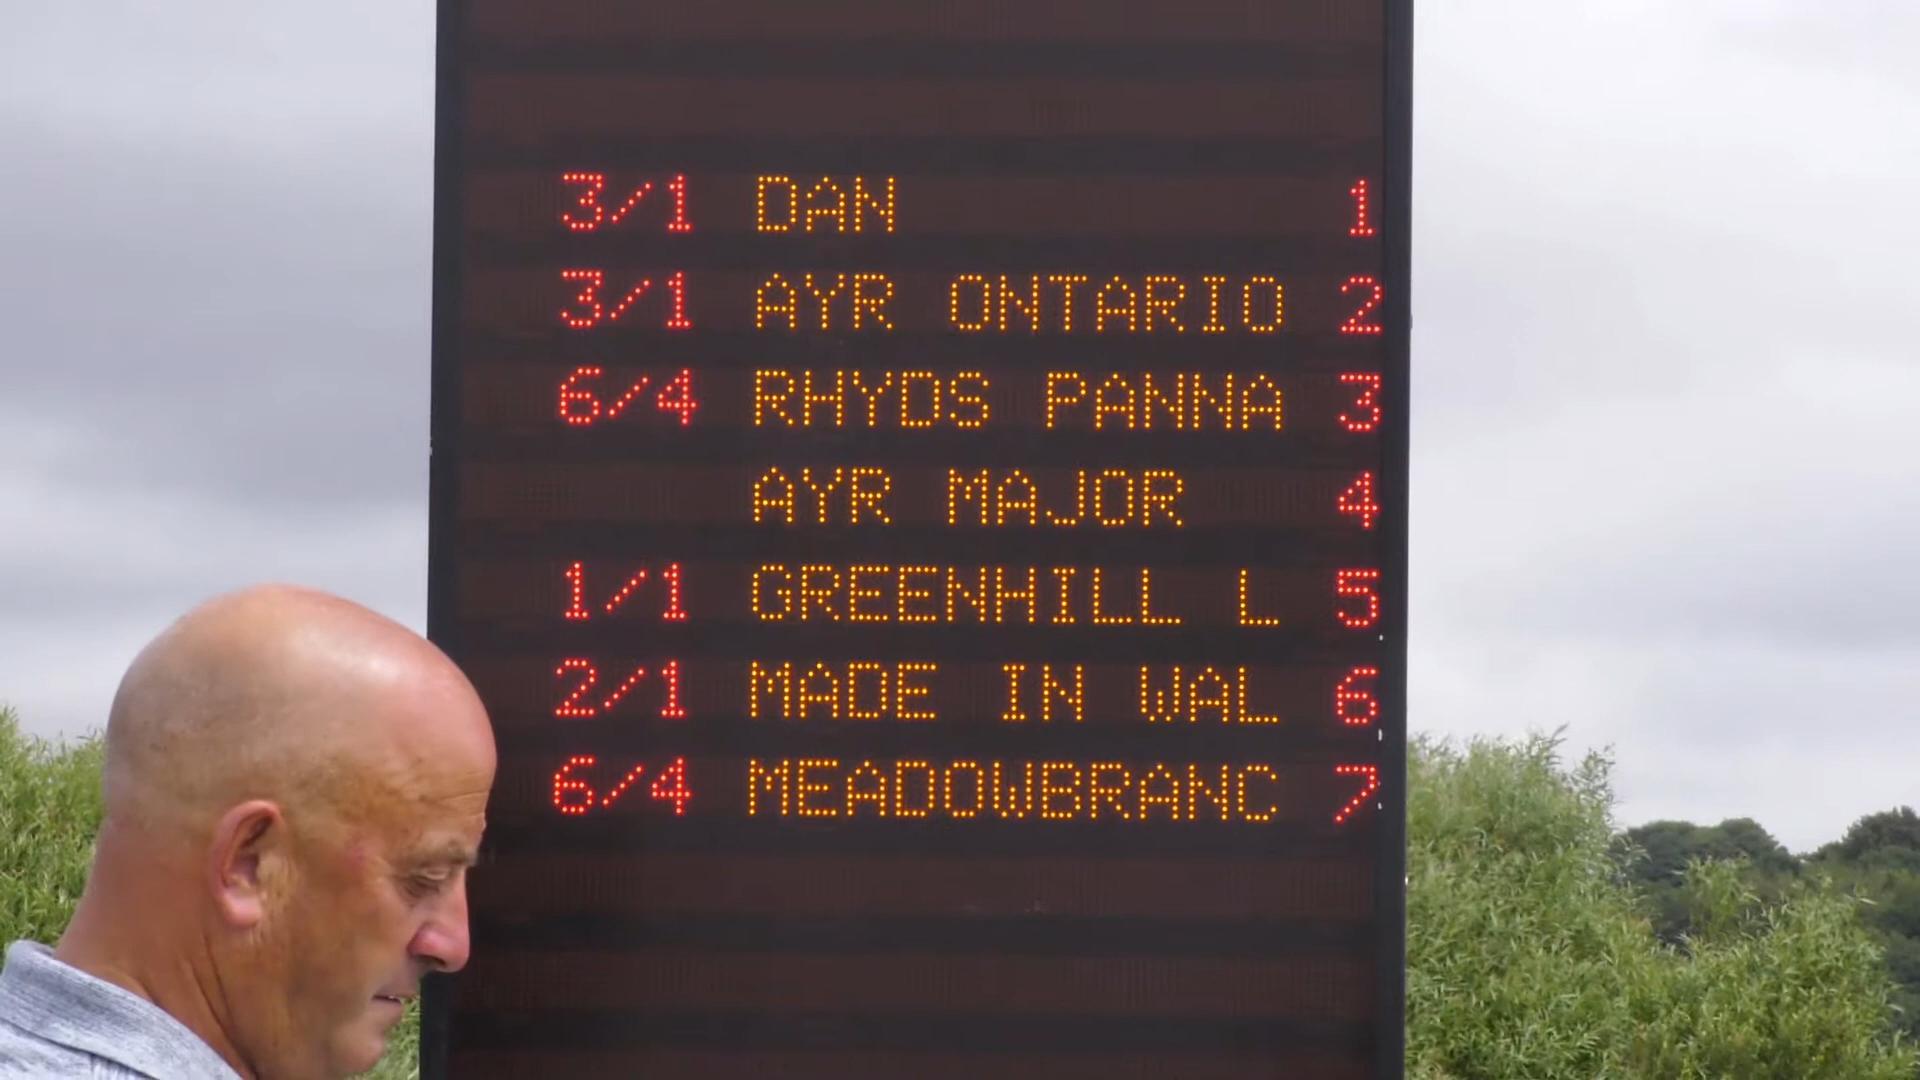 3/1 DAN 1
3/1 AYR ONTARIO 2
6/4 RHYDS PANNA 3
AYR MAJOR 4
1/1 GREENHILL L 5
2/1 MADE IN WAL 6
6/4 MEADOWBRANC 7